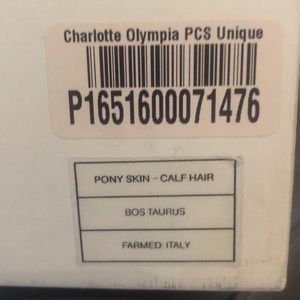 Charlotte Olympia PCS Unique
P1651600071476
PONY SKIN - CALF HAIR
BOS TAURUS
FARMED: ITALY